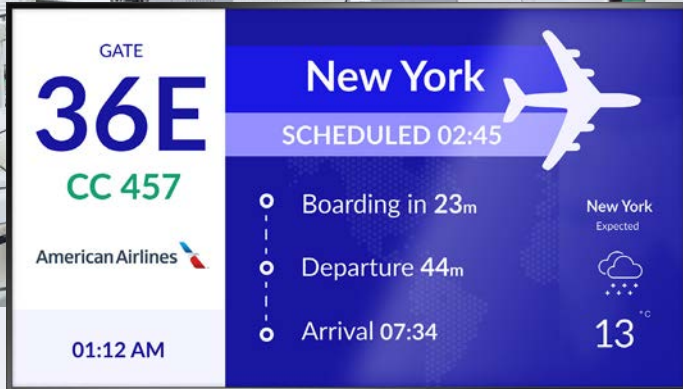 GATE
36E
CC 457
American Airlines
01:12 AM
New York
SCHEDULED 02:45
Boarding in 23m
Departure 44m
Arrival 07:34
New York
Expected
°C
13